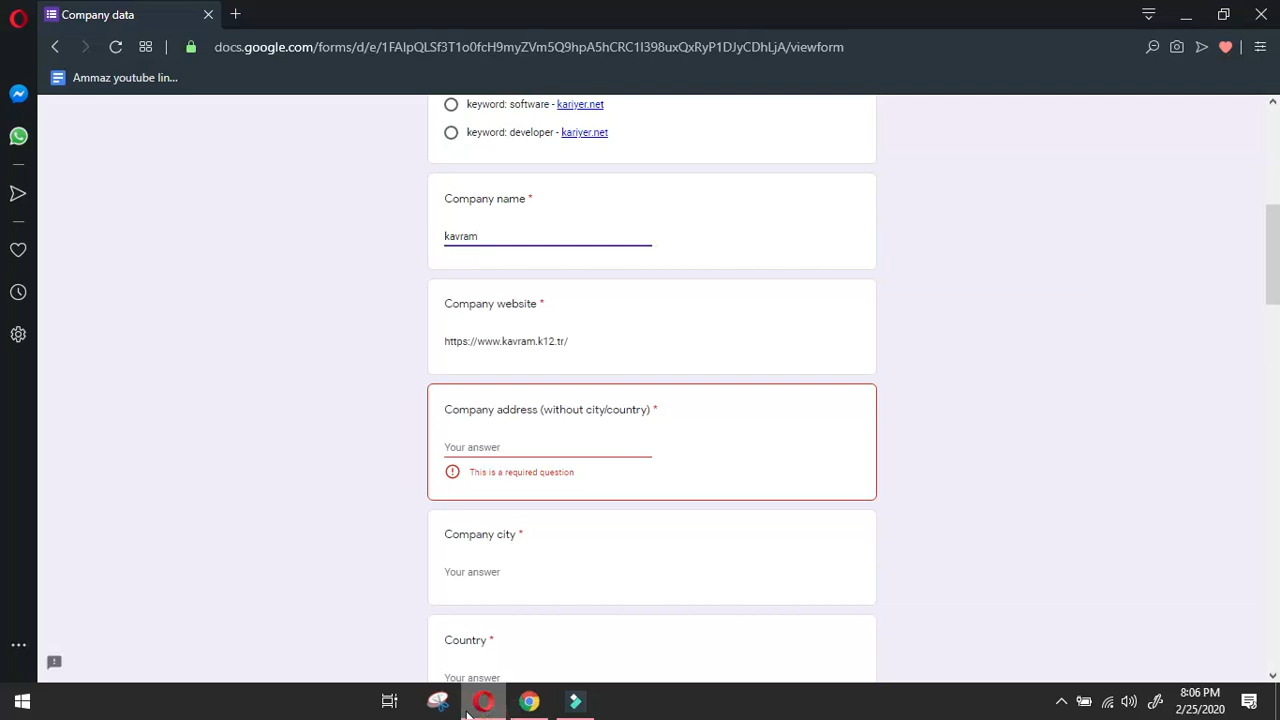 Company data
docs.google.com/forms/d/e/1FAIpQLSf3T1o0fcH9myZVm5Q9hpA5hCRC1I398uxQxRyP1DJyCDhLjA/viewform
Ammaz youtube lin...
keyword: software - kariyer.net
keyword: developer - kariyer.net
Company name *
kavram
Company website *
https://www.kavram.k12.tr/
Company address (without city/country) *
Your answer
This is a required question
Company city *
Your answer
Country *
Your answer
8:06 PM
2/25/2020